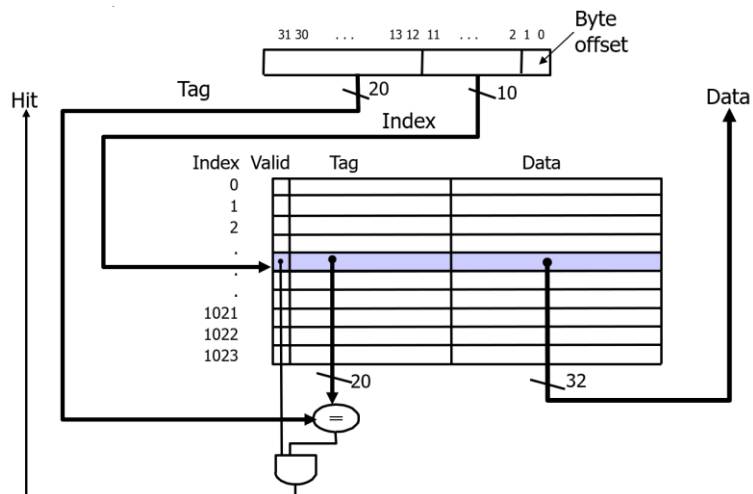 Byte
offset
31 30 . . . 13 12 11 . . . 2 1 0
Hit
Tag
20
10
Data
Index
Index Valid Tag Data
0
1
2
.
.
.
1021
1022
1023
20
32
=